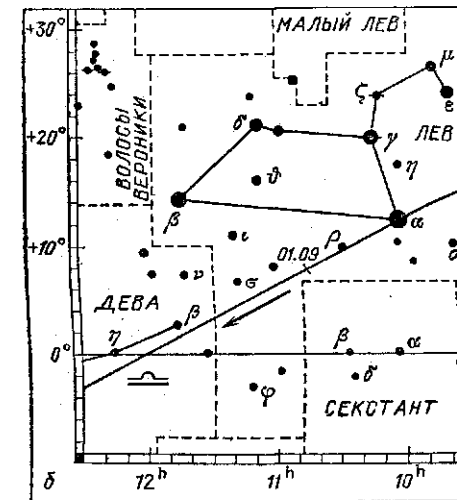 +30°
МАЛЫЙ ЛЕВ
μ
ζ
ε
+20°
δ
γ
ЛЕВ
ВОЛОСЫ
ВЕРОНИКИ
η
ϑ
β
α
+10°
ι
ρ
ο
01.09
ν
σ
ДЕВА
β
η
0°
β
α
♎
φ
δ
СЕКСТАНТ
δ
12h
11h
10h